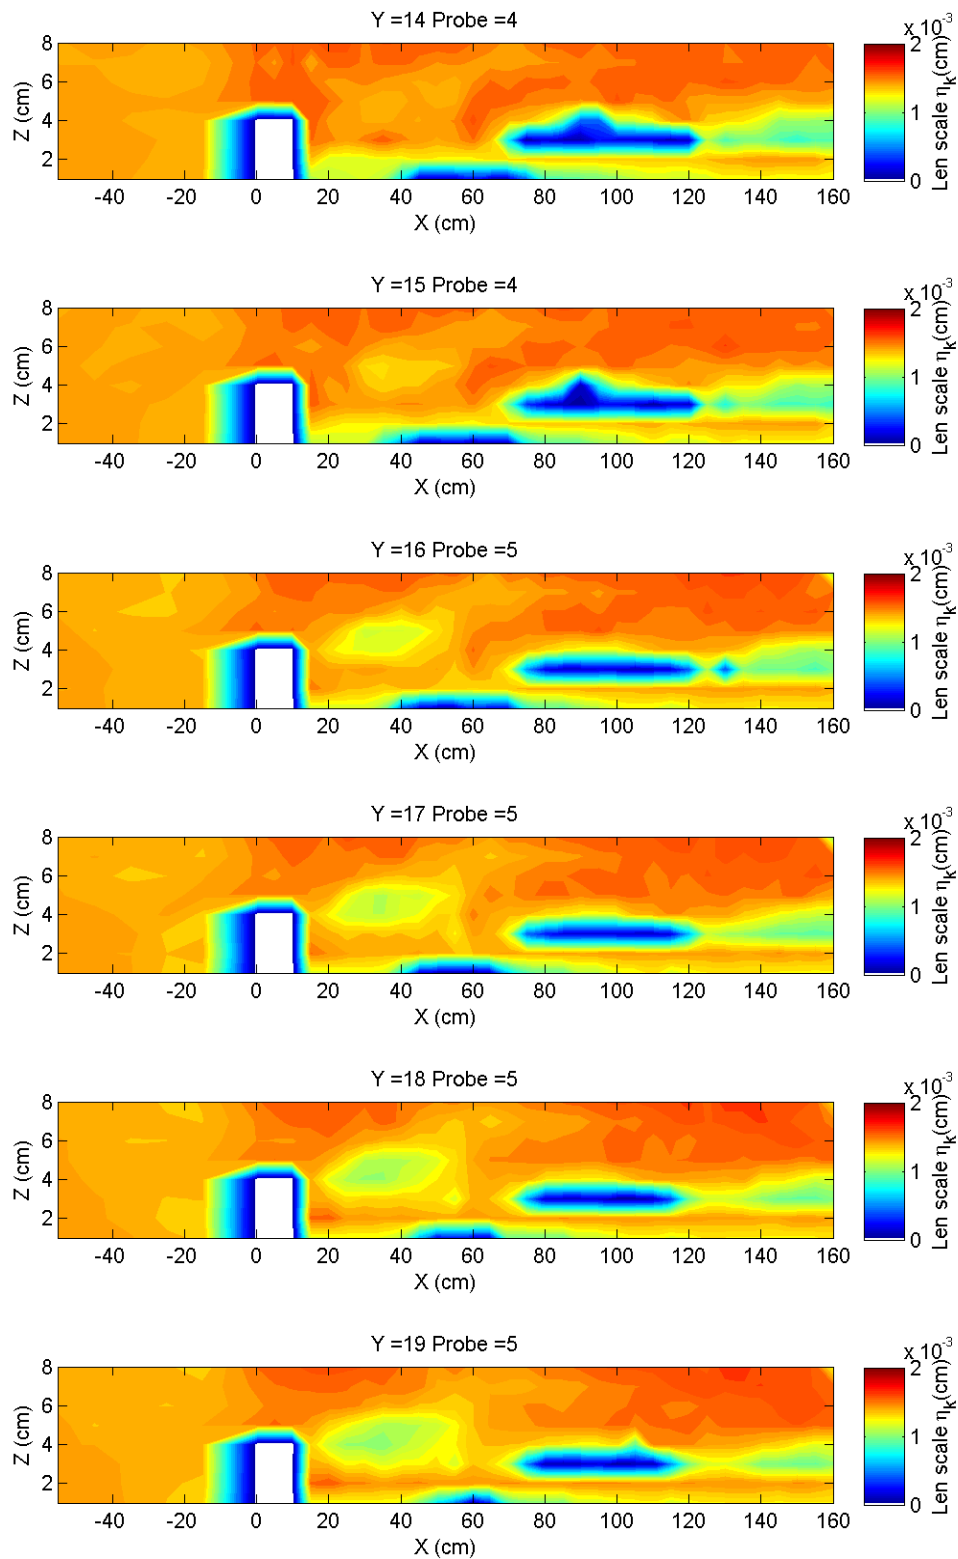 Y =14 Probe =4
x 10-3
8
6
4
2
Z (cm)
-40 -20 0 20 40 60 80 100 120 140 160
X (cm)
2
1
0
Len scale ηk(cm)
Y =15 Probe =4
x 10-3
8
6
4
2
Z (cm)
-40 -20 0 20 40 60 80 100 120 140 160
X (cm)
2
1
0
Len scale ηk(cm)
Y =16 Probe =5
x 10-3
8
6
4
2
Z (cm)
-40 -20 0 20 40 60 80 100 120 140 160
X (cm)
2
1
0
Len scale ηk(cm)
Y =17 Probe =5
x 10-3
8
6
4
2
Z (cm)
-40 -20 0 20 40 60 80 100 120 140 160
X (cm)
2
1
0
Len scale ηk(cm)
Y =18 Probe =5
x 10-3
8
6
4
2
Z (cm)
-40 -20 0 20 40 60 80 100 120 140 160
X (cm)
2
1
0
Len scale ηk(cm)
Y =19 Probe =5
x 10-3
8
6
4
2
Z (cm)
-40 -20 0 20 40 60 80 100 120 140 160
X (cm)
2
1
0
Len scale ηk(cm)